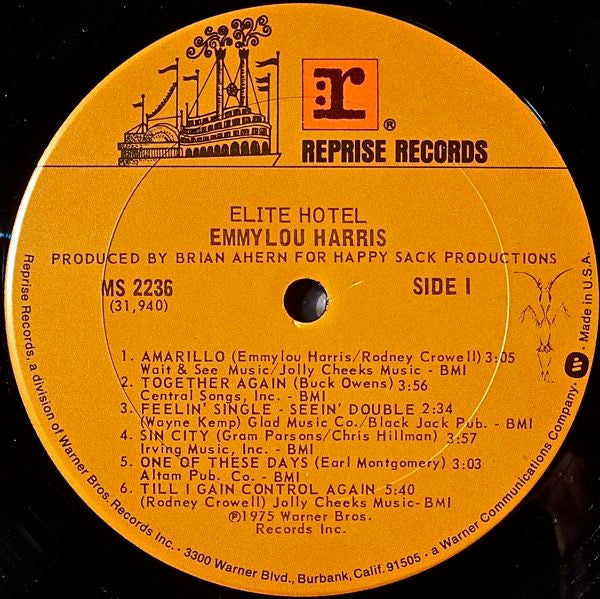 r
®
REPRISE RECORDS
ELITE HOTEL
EMMYLOU HARRIS
PRODUCED BY BRIAN AHERN FOR HAPPY SACK PRODUCTIONS
MS 2236
(31,940)
SIDE I
1. AMARILLO (Emmylou Harris/Rodney Crowell) 3:05
Wait & See Music/Jolly Cheeks Music - BMI
2. TOGETHER AGAIN (Buck Owens) 3:56
Central Songs, Inc. - BMI
3. FEELIN' SINGLE - SEEIN' DOUBLE 2:34
(Wayne Kemp) Glad Music Co./Black Jack Pub. - BMI
4. SIN CITY (Gram Parsons/Chris Hillman) 3:57
Irving Music, Inc. - BMI
5. ONE OF THESE DAYS (Earl Montgomery) 3:03
Altam Pub. Co. - BMI
6. TILL I GAIN CONTROL AGAIN 5:40
(Rodney Crowell) Jolly Cheeks Music-BMI
℗1975 Warner Bros.
Records Inc.
Reprise Records, a division of Warner Bros. Records Inc. · 3300 Warner Blvd., Burbank, Calif. 91505 · a Warner Communications Company. · Made in U.S.A.